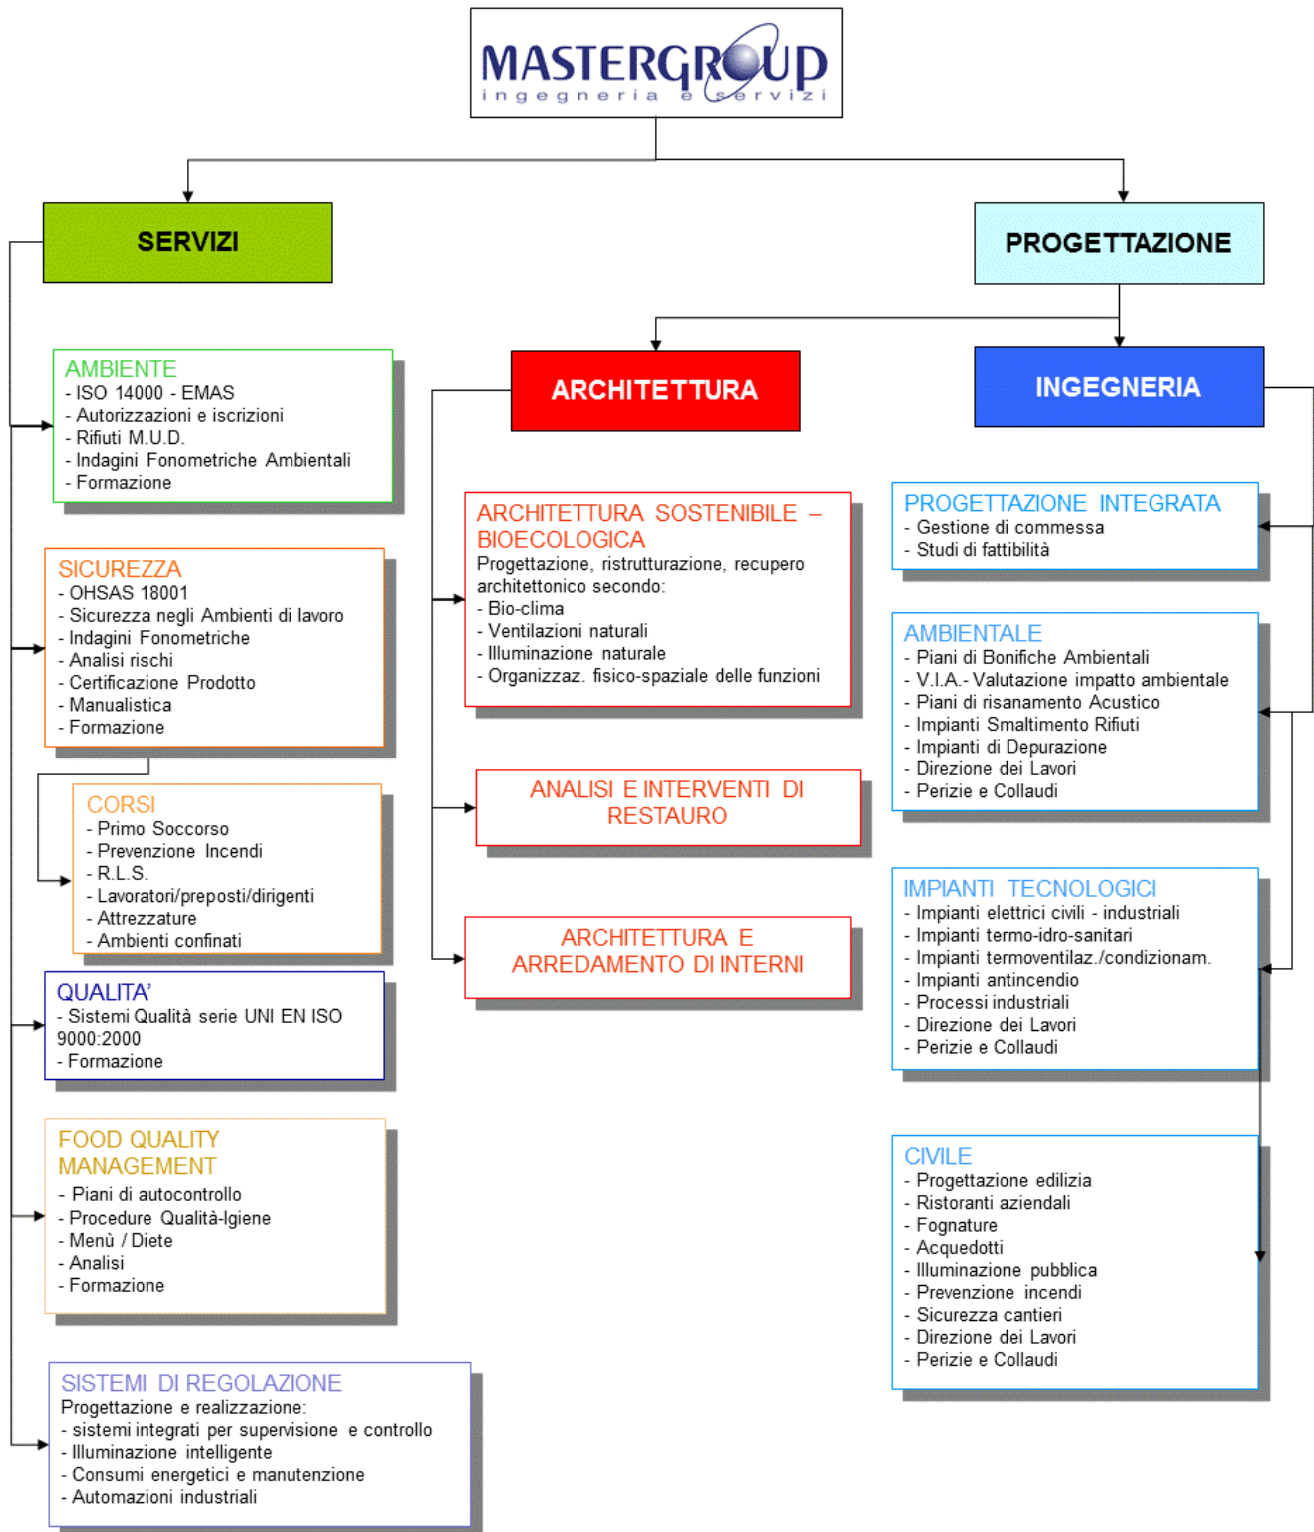 MASTERGROUP
ingegneria e servizi
SERVIZI
PROGETTAZIONE
AMBIENTE
- ISO 14000 - EMAS
- Autorizzazioni e iscrizioni
- Rifiuti M.U.D.
- Indagini Fonometriche Ambientali
- Formazione
SICUREZZA
- OHSAS 18001
- Sicurezza negli Ambienti di lavoro
- Indagini Fonometriche
- Analisi rischi
- Certificazione Prodotto
- Manualistica
- Formazione
CORSI
- Primo Soccorso
- Prevenzione Incendi
- R.L.S.
- Lavoratori/preposti/dirigenti
- Attrezzature
- Ambienti confinati
QUALITA'
- Sistemi Qualità serie UNI EN ISO
9000:2000
- Formazione
FOOD QUALITY
MANAGEMENT
- Piani di autocontrollo
- Procedure Qualità-Igiene
- Menù / Diete
- Analisi
- Formazione
SISTEMI DI REGOLAZIONE
Progettazione e realizzazione:
- sistemi integrati per supervisione e controllo
- Illuminazione intelligente
- Consumi energetici e manutenzione
- Automazioni industriali
ARCHITETTURA
ARCHITETTURA SOSTENIBILE –
BIOECOLOGICA
Progettazione, ristrutturazione, recupero
architettonico secondo:
- Bio-clima
- Ventilazioni naturali
- Illuminazione naturale
- Organizzaz. fisico-spaziale delle funzioni
ANALISI E INTERVENTI DI
RESTAURO
ARCHITETTURA E
ARREDAMENTO DI INTERNI
INGEGNERIA
PROGETTAZIONE INTEGRATA
- Gestione di commessa
- Studi di fattibilità
AMBIENTALE
- Piani di Bonifiche Ambientali
- V.I.A.- Valutazione impatto ambientale
- Piani di risanamento Acustico
- Impianti Smaltimento Rifiuti
- Impianti di Depurazione
- Direzione dei Lavori
- Perizie e Collaudi
IMPIANTI TECNOLOGICI
- Impianti elettrici civili - industriali
- Impianti termo-idro-sanitari
- Impianti termoventilaz./condizionam.
- Impianti antincendio
- Processi industriali
- Direzione dei Lavori
- Perizie e Collaudi
CIVILE
- Progettazione edilizia
- Ristoranti aziendali
- Fognature
- Acquedotti
- Illuminazione pubblica
- Prevenzione incendi
- Sicurezza cantieri
- Direzione dei Lavori
- Perizie e Collaudi